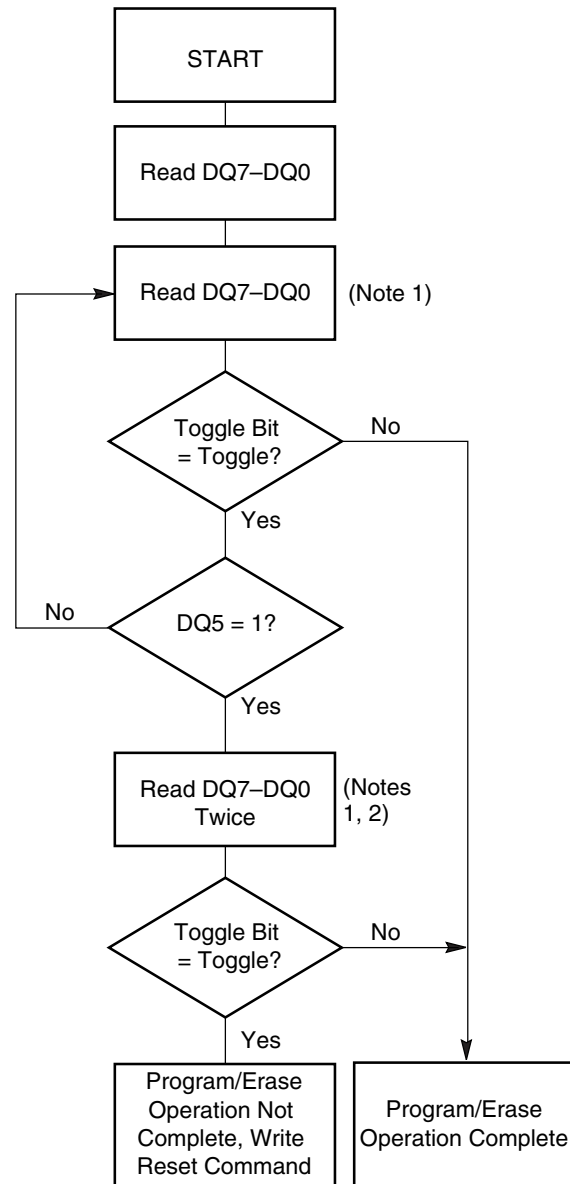 START
Read DQ7–DQ0
Read DQ7–DQ0
(Note 1)
Toggle Bit
= Toggle?
No
Yes
DQ5 = 1?
No
Yes
Read DQ7–DQ0
Twice
(Notes
1, 2)
Toggle Bit
= Toggle?
No
Yes
Program/Erase
Operation Not
Complete, Write
Reset Command
Program/Erase
Operation Complete